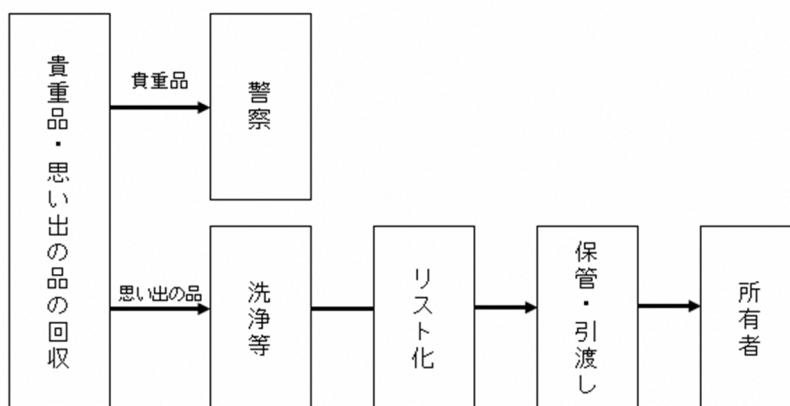 貴重品・思い出の品の回収
貴重品
警察
思い出の品
洗浄等
リスト化
保管・引渡し
所有者